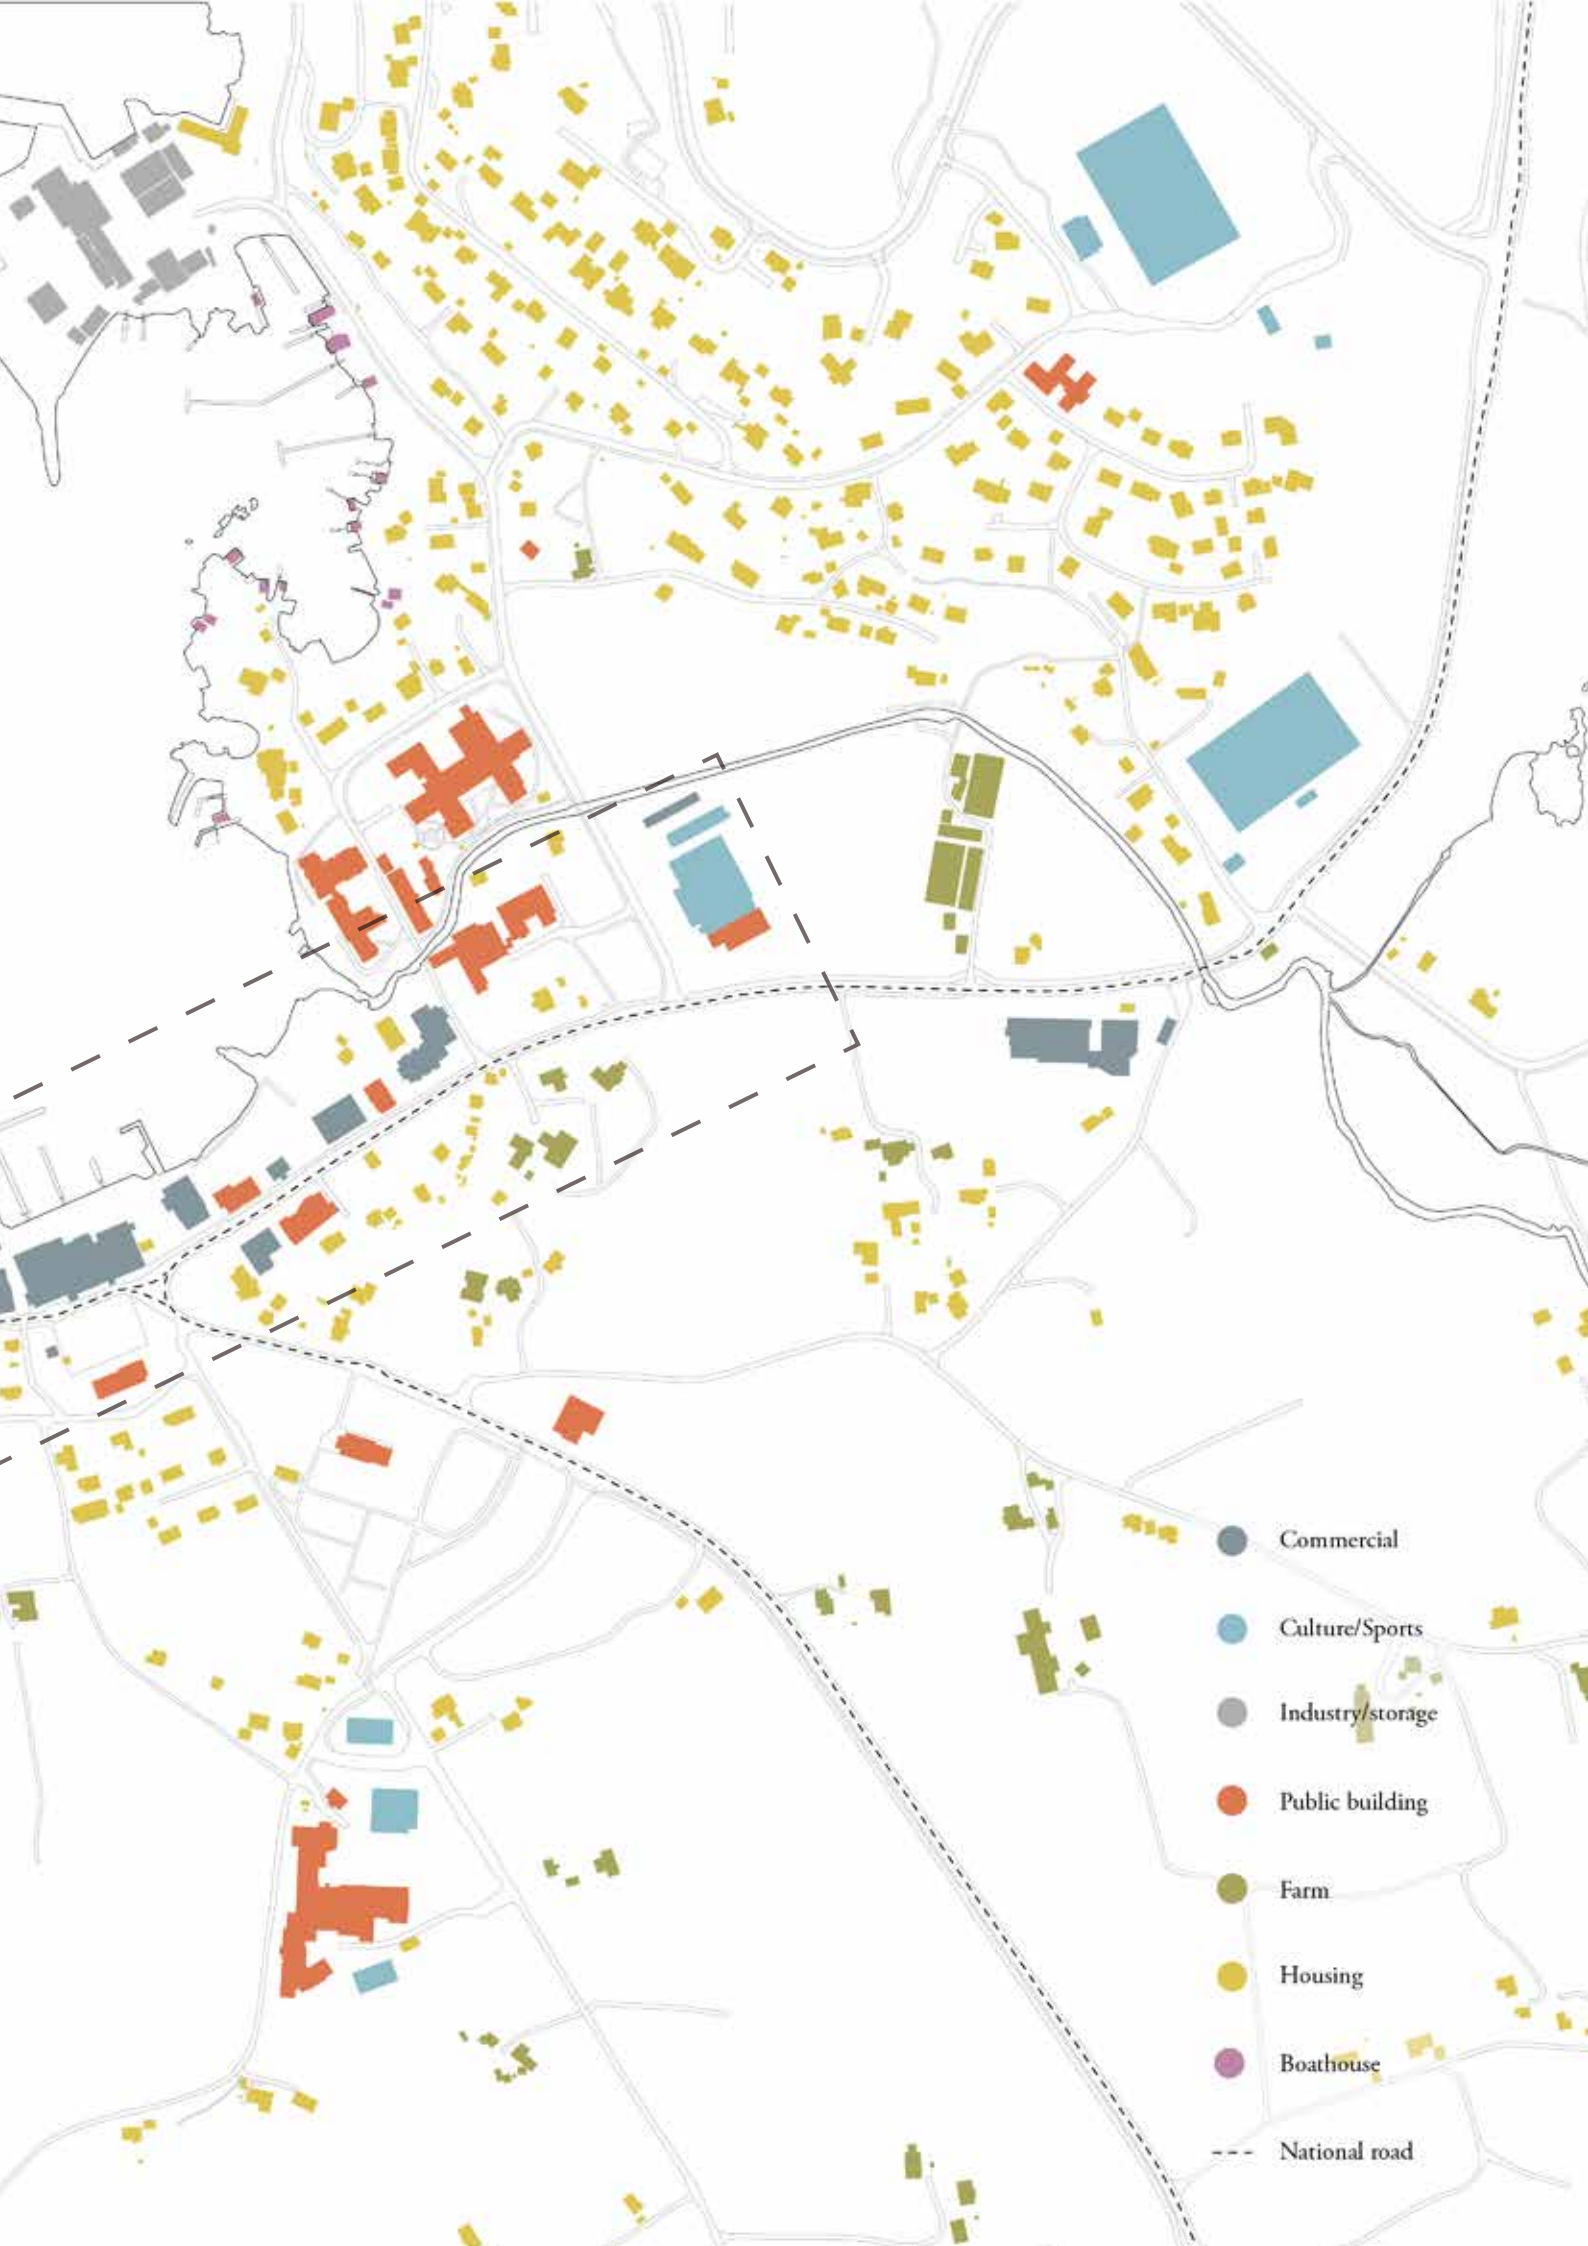 Commercial
Culture/Sports
Industry/storage
Public building
Farm
Housing
Boathouse
National road